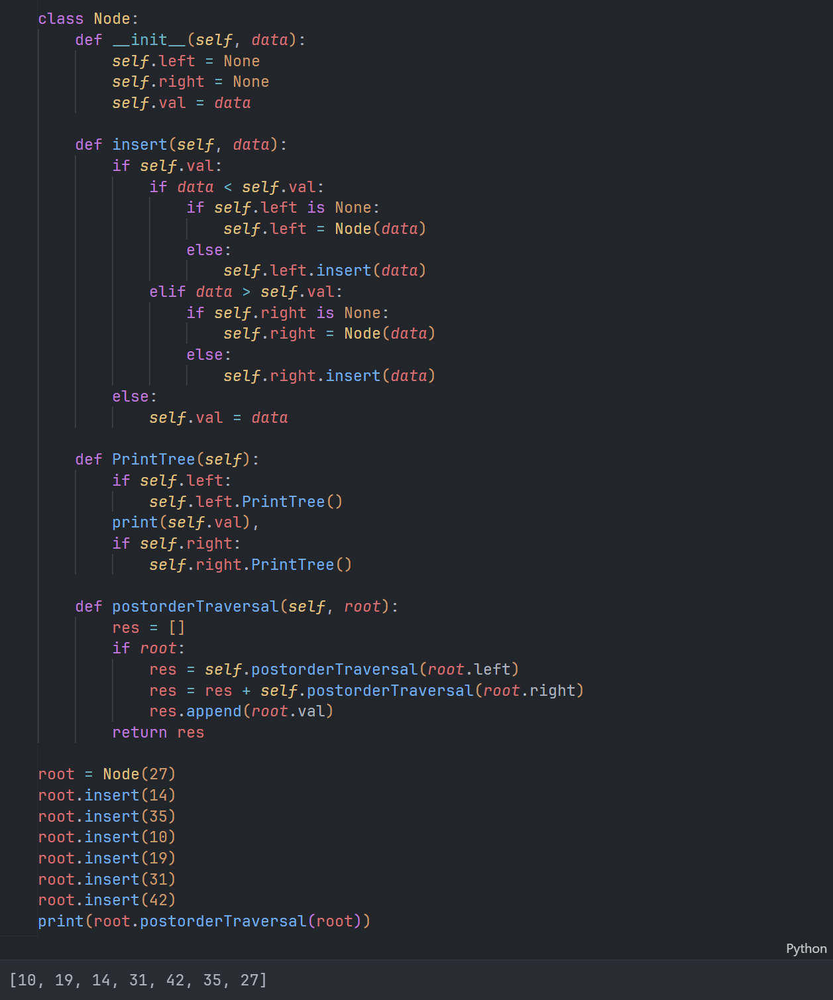 class Node:
    def __init__(self, data):
        self.left = None
        self.right = None
        self.val = data

    def insert(self, data):
        if self.val:
            if data < self.val:
                if self.left is None:
                    self.left = Node(data)
                else:
                    self.left.insert(data)
            elif data > self.val:
                if self.right is None:
                    self.right = Node(data)
                else:
                    self.right.insert(data)
        else:
            self.val = data

    def PrintTree(self):
        if self.left:
            self.left.PrintTree()
        print(self.val),
        if self.right:
            self.right.PrintTree()

    def postorderTraversal(self, root):
        res = []
        if root:
            res = self.postorderTraversal(root.left)
            res = res + self.postorderTraversal(root.right)
            res.append(root.val)
        return res

root = Node(27)
root.insert(14)
root.insert(35)
root.insert(10)
root.insert(19)
root.insert(31)
root.insert(42)
print(root.postorderTraversal(root))
Python
[10, 19, 14, 31, 42, 35, 27]